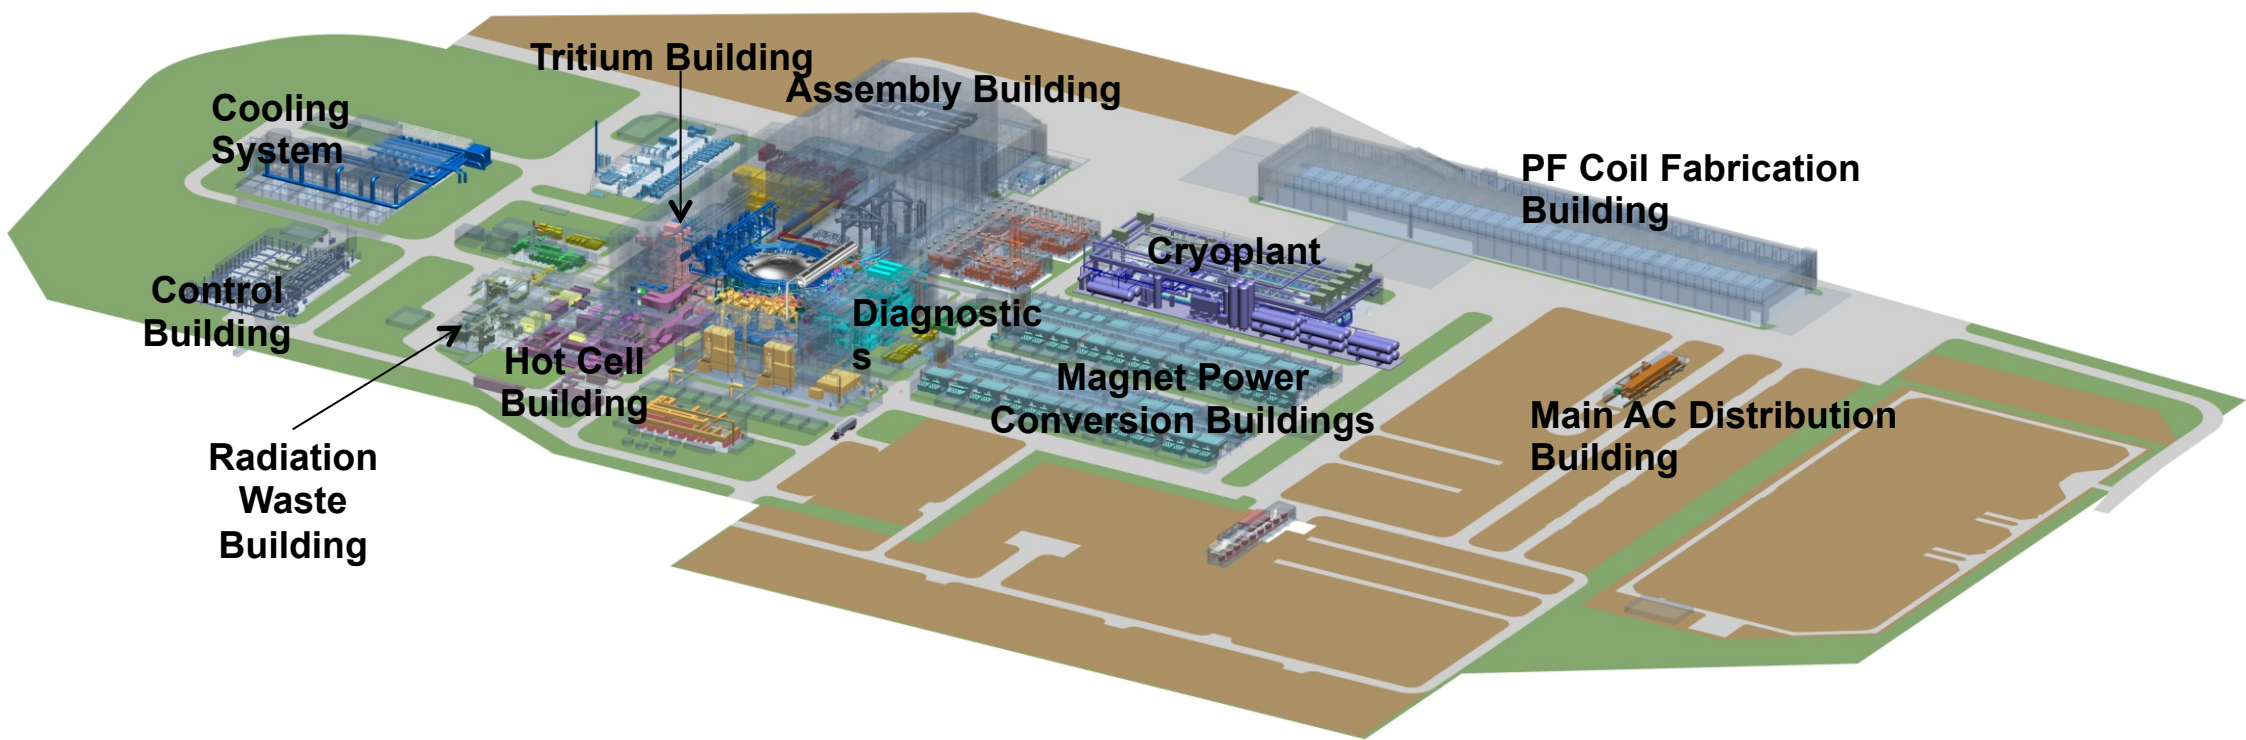 Tritium Building
Assembly Building
Cooling
System
PF Coil Fabrication
Building
Cryoplant
Control
Building
Diagnostic
s
Hot Cell
Building
Magnet Power
Conversion Buildings
Main AC Distribution
Building
Radiation
Waste
Building